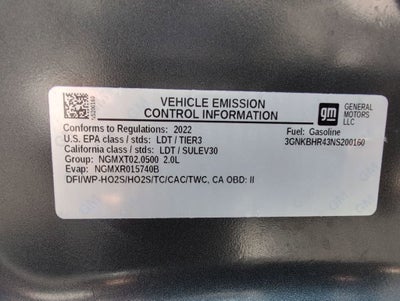 VEHICLE EMISSION
CONTROL INFORMATION
gm
GENERAL
MOTORS
LLC
Conforms to Regulations: 2022
U.S. EPA class / stds: LDT / TIER3
California class / stds: LDT / SULEV30
Group: NGMXT02.0500 2.0L
Evap: NGMXR015740B
DFI/WP-HO2S/HO2S/TC/CAC/TWC, CA OBD: II
Fuel: Gasoline
3GNKBHR43NS200160